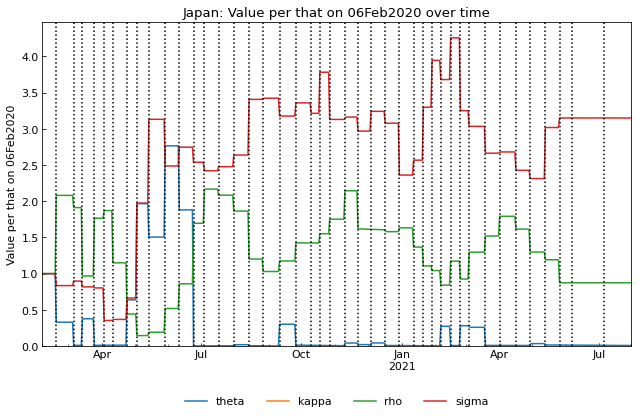 Japan: Value per that on 06Feb2020 over time
Value per that on 06Feb2020
4.0
3.5
3.0
2.5
2.0
1.5
1.0
0.5
0.0
Apr Jul Oct Jan Apr Jul
2021
theta kappa rho sigma